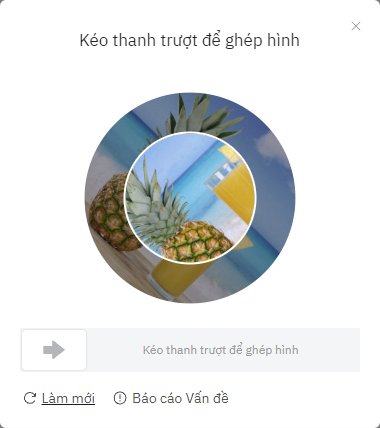 Kéo thanh trượt để ghép hình
Kéo thanh trượt để ghép hình
Làm mới
Báo cáo Vấn đề